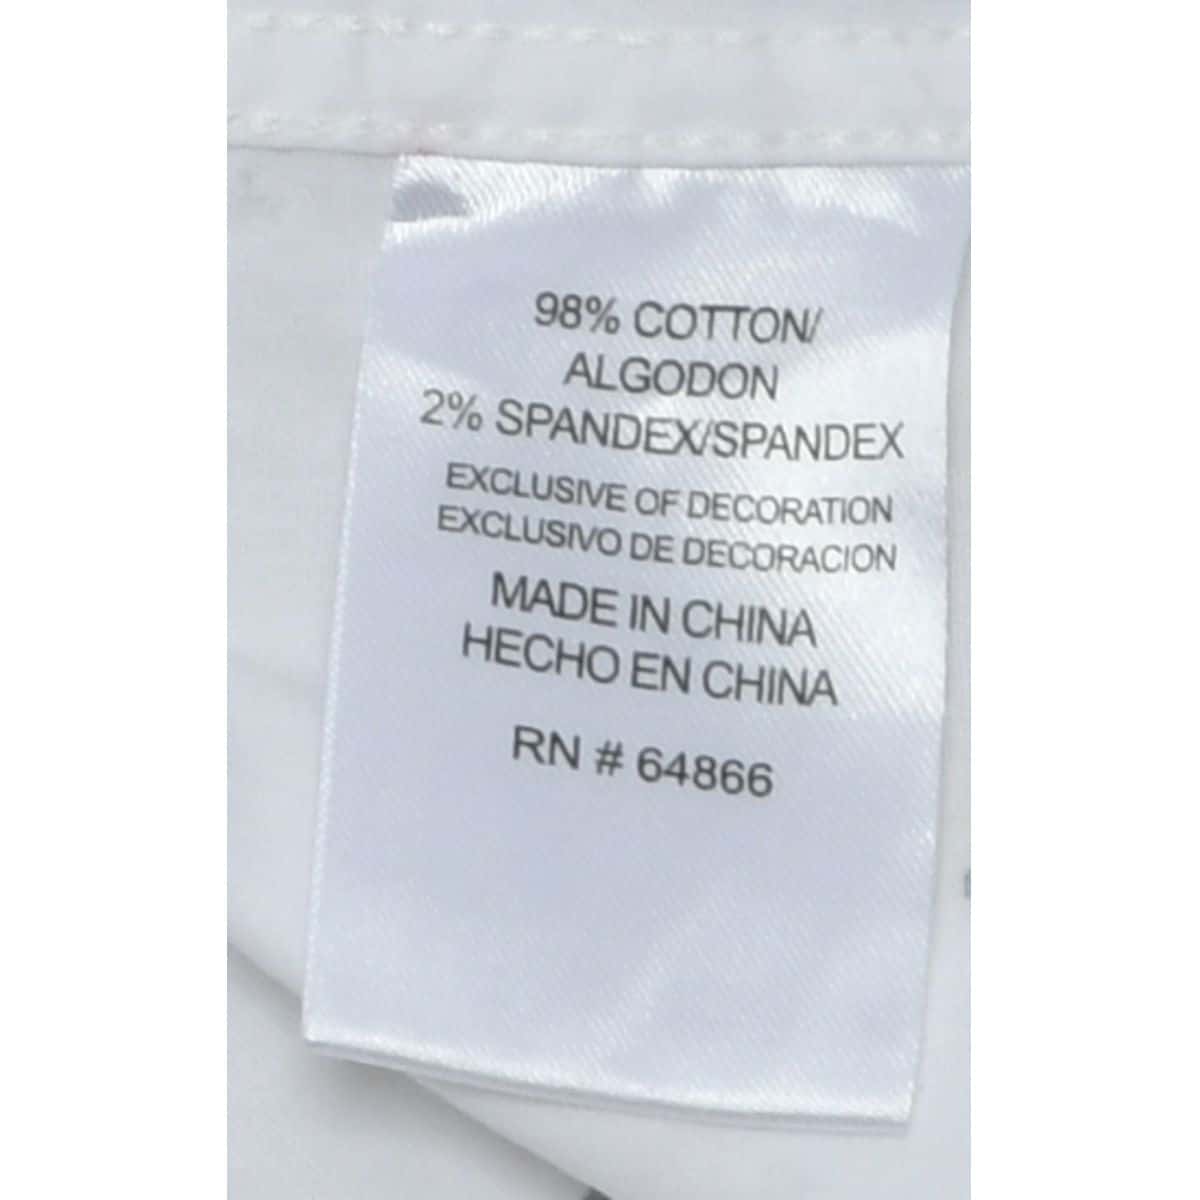 98% COTTON/
ALGODON
2% SPANDEX/SPANDEX
EXCLUSIVE OF DECORATION
EXCLUSIVO DE DECORACION
MADE IN CHINA
HECHO EN CHINA
RN # 64866